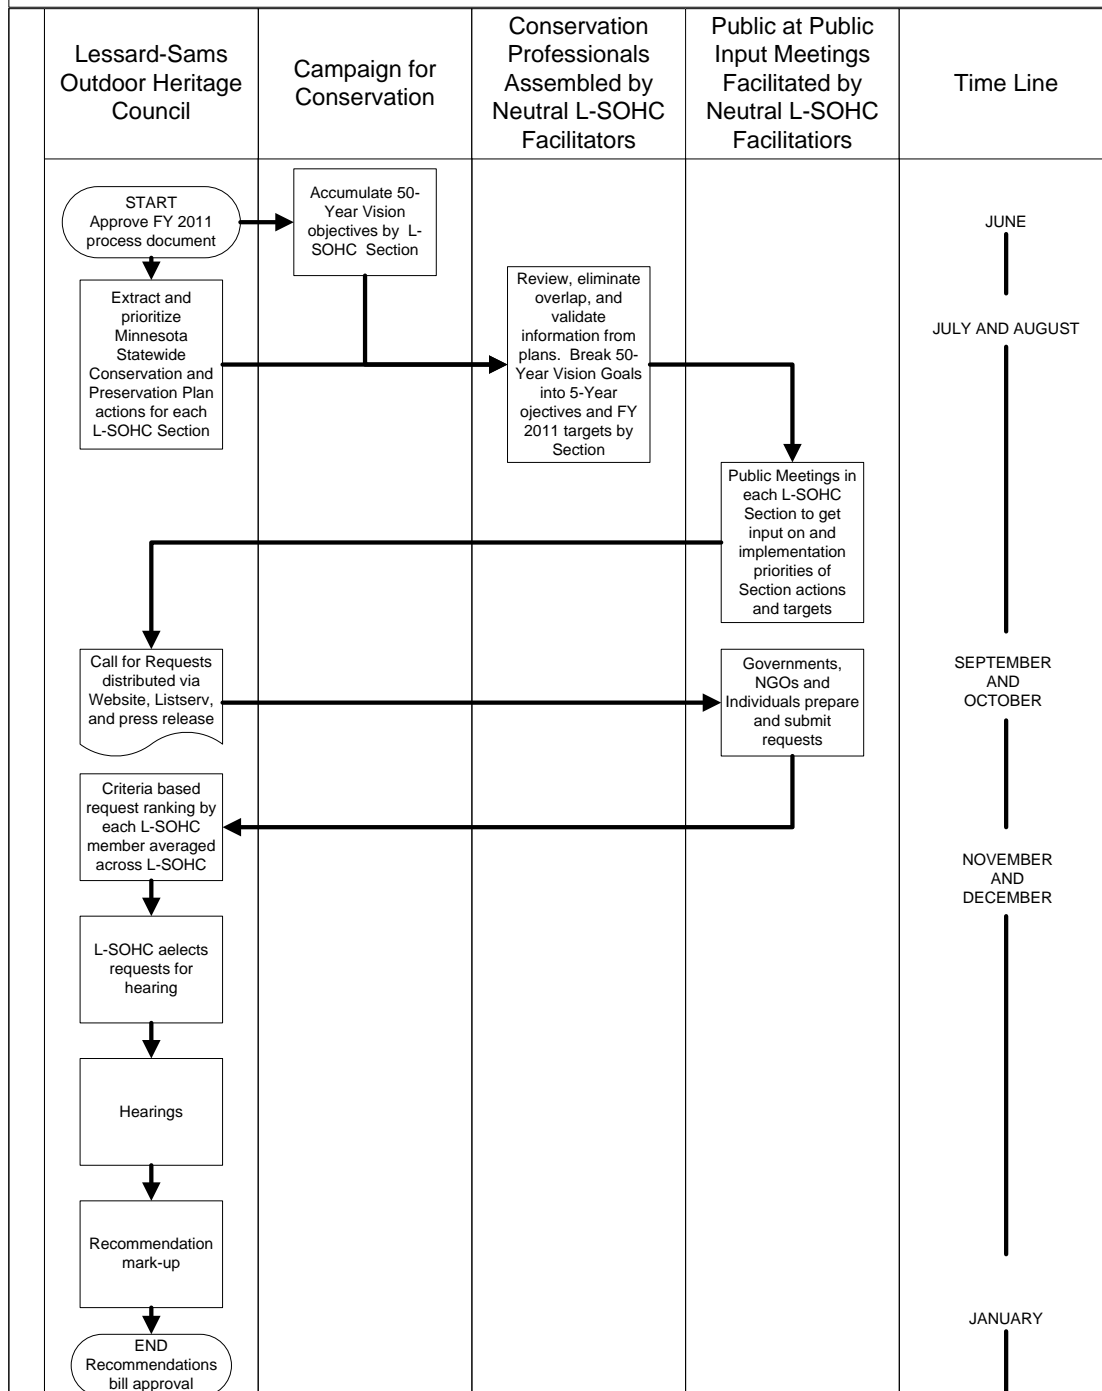 Lessard-Sams
Outdoor Heritage
Council
Campaign for
Conservation
Conservation
Professionals
Assembled by
Neutral L-SOHC
Facilitators
Public at Public
Input Meetings
Facilitated by
Neutral L-SOHC
Facilitatiors
Time Line
START
Approve FY 2011
process document
Accumulate 50-
Year Vision
objectives by L-
SOHC Section
JUNE
Extract and
prioritize
Minnesota
Statewide
Conservation and
Preservation Plan
actions for each
L-SOHC Section
Review, eliminate
overlap, and
validate
information from
plans. Break 50-
Year Vision Goals
into 5-Year
ojectives and FY
2011 targets by
Section
JULY AND AUGUST
Public Meetings in
each L-SOHC
Section to get
input on and
implementation
priorities of
Section actions
and targets
Call for Requests
distributed via
Website, Listserv,
and press release
Governments,
NGOs and
Individuals prepare
and submit
requests
SEPTEMBER
AND
OCTOBER
Criteria based
request ranking by
each L-SOHC
member averaged
across L-SOHC
NOVEMBER
AND
DECEMBER
L-SOHC aelects
requests for
hearing
Hearings
Recommendation
mark-up
JANUARY
END
Recommendations
bill approval